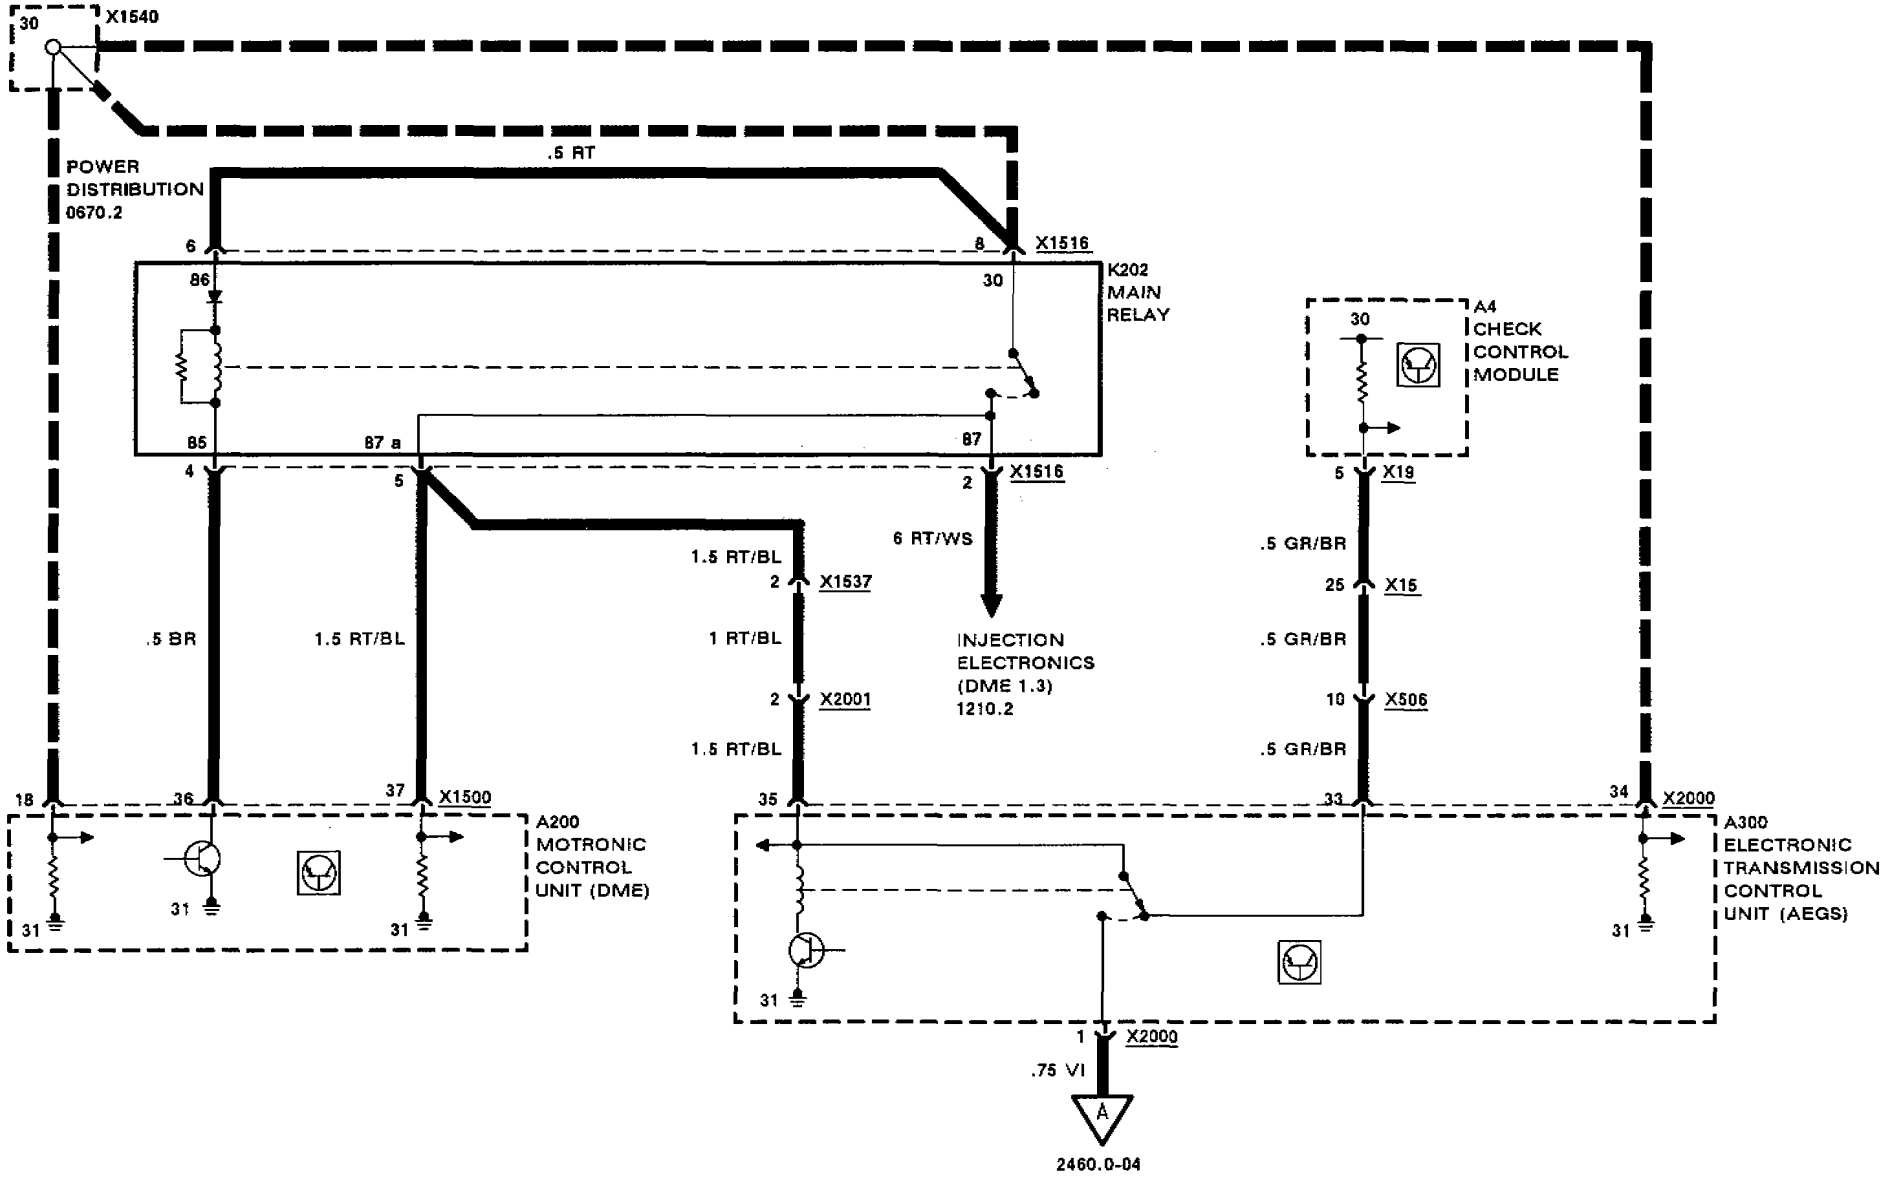 30
X1540
.5 RT
POWER
DISTRIBUTION
0670.2
6
8
X1516
86
30
K202
MAIN
RELAY
30
A4
CHECK
CONTROL
MODULE
85
87 a
87
4
5
2
X1516
5
X19
1.5 RT/BL
6 RT/WS
.5 GR/BR
2
X1537
25
X15
.5 BR
1.5 RT/BL
1 RT/BL
INJECTION
ELECTRONICS
(DME 1.3)
1210.2
.5 GR/BR
2
X2001
10
X506
1.5 RT/BL
.5 GR/BR
18
36
37
X1500
35
33
34
X2000
A200
MOTRONIC
CONTROL
UNIT (DME)
A300
ELECTRONIC
TRANSMISSION
CONTROL
UNIT (AEGS)
31
31
31
31
31
1
X2000
.75 VI
A
2460.0-04